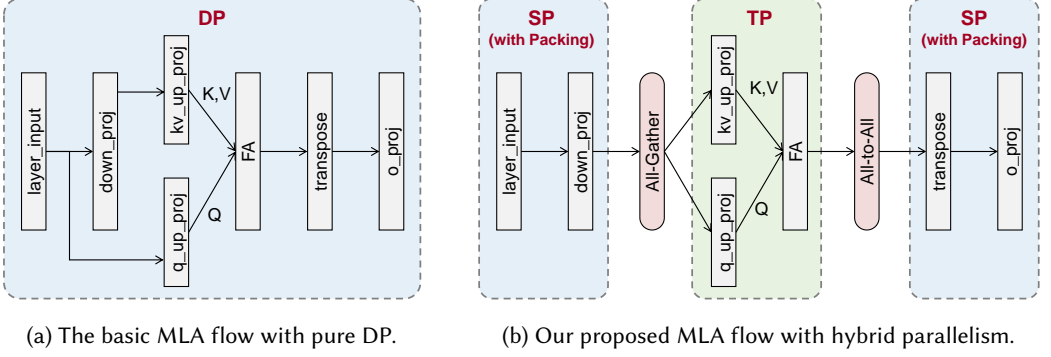 DP
layer_input
down_proj
kv_up_proj
q_up_proj
K,V
Q
FA
transpose
o_proj
(a) The basic MLA flow with pure DP.
SP
(with Packing)
layer_input
down_proj
All-Gather
TP
kv_up_proj
q_up_proj
K,V
Q
FA
All-to-All
SP
(with Packing)
transpose
o_proj
(b) Our proposed MLA flow with hybrid parallelism.